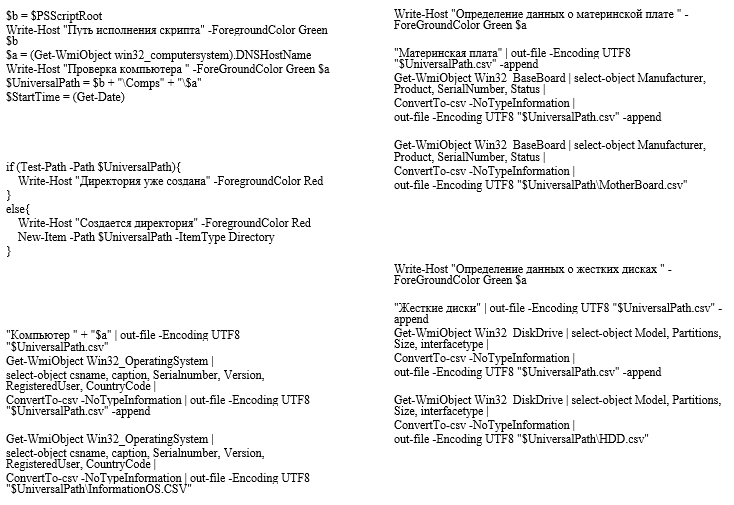 $b = $PSScriptRoot
Write-Host "Путь исполнения скрипта" -ForegroundColor Green
$b
$a = (Get-WmiObject win32_computersystem).DNSHostName
Write-Host "Проверка компьютера " -ForeGroundColor Green $a
$UniversalPath = $b + "\Comps" + "\$a"
$StartTime = (Get-Date)
if (Test-Path -Path $UniversalPath){
Write-Host "Директория уже создана" -ForegroundColor Red
}
else{
Write-Host "Создается директория" -ForegroundColor Red
New-Item -Path $UniversalPath -ItemType Directory
}
"Компьютер " + "$a" | out-file -Encoding UTF8
"$UniversalPath.csv"
Get-WmiObject Win32_OperatingSystem |
select-object csname, caption, Serialnumber, Version,
RegisteredUser, CountryCode |
ConvertTo-csv -NoTypeInformation | out-file -Encoding UTF8
"$UniversalPath.csv" -append
Get-WmiObject Win32_OperatingSystem |
select-object csname, caption, Serialnumber, Version,
RegisteredUser, CountryCode |
ConvertTo-csv -NoTypeInformation | out-file -Encoding UTF8
"$UniversalPath\InformationOS.CSV"
Write-Host "Определение данных о материнской плате " -
ForeGroundColor Green $a
"Материнская плата" | out-file -Encoding UTF8
"$UniversalPath.csv" -append
Get-WmiObject Win32_BaseBoard | select-object Manufacturer,
Product, SerialNumber, Status |
ConvertTo-csv -NoTypeInformation |
out-file -Encoding UTF8 "$UniversalPath.csv" -append
Get-WmiObject Win32_BaseBoard | select-object Manufacturer,
Product, SerialNumber, Status |
ConvertTo-csv -NoTypeInformation |
out-file -Encoding UTF8 "$UniversalPath\MotherBoard.csv"
Write-Host "Определение данных о жестких дисках " -
ForeGroundColor Green $a
"Жесткие диски" | out-file -Encoding UTF8 "$UniversalPath.csv" -
append
Get-WmiObject Win32_DiskDrive | select-object Model, Partitions,
Size, interfacetype |
ConvertTo-csv -NoTypeInformation |
out-file -Encoding UTF8 "$UniversalPath.csv" -append
Get-WmiObject Win32_DiskDrive | select-object Model, Partitions,
Size, interfacetype |
ConvertTo-csv -NoTypeInformation |
out-file -Encoding UTF8 "$UniversalPath\HDD.csv"